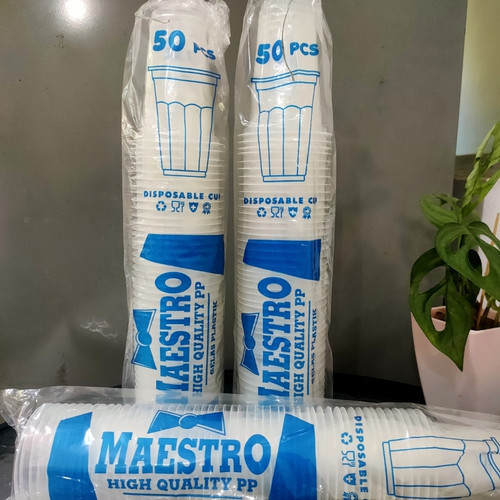 50 PCS
DISPOSABLE CUP
MAESTRO
HIGH QUALITY PP
GELAS PLASTIK
50 PCS
DISPOSABLE CUP
MAESTRO
HIGH QUALITY PP
GELAS PLASTIK
MAESTRO
HIGH QUALITY PP
DISPOSABLE